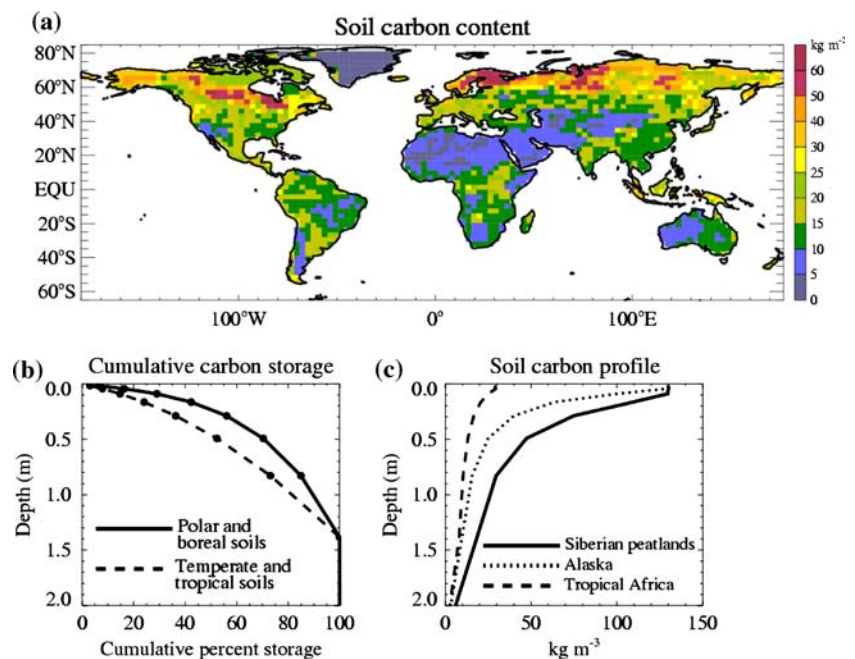 (a)
Soil carbon content
kg m⁻³
80°N
60°N
40°N
20°N
EQU
20°S
40°S
60°S
100°W
0°
100°E
60
50
40
30
25
20
15
10
5
0
(b)
Cumulative carbon storage
0.0
0.5
1.0
1.5
2.0
Depth (m)
Polar and
boreal soils
Temperate and
tropical soils
0
20
40
60
80
100
Cumulative percent storage
(c)
Soil carbon profile
0.0
0.5
1.0
1.5
2.0
Depth (m)
Siberian peatlands
Alaska
Tropical Africa
0
50
100
150
kg m⁻³